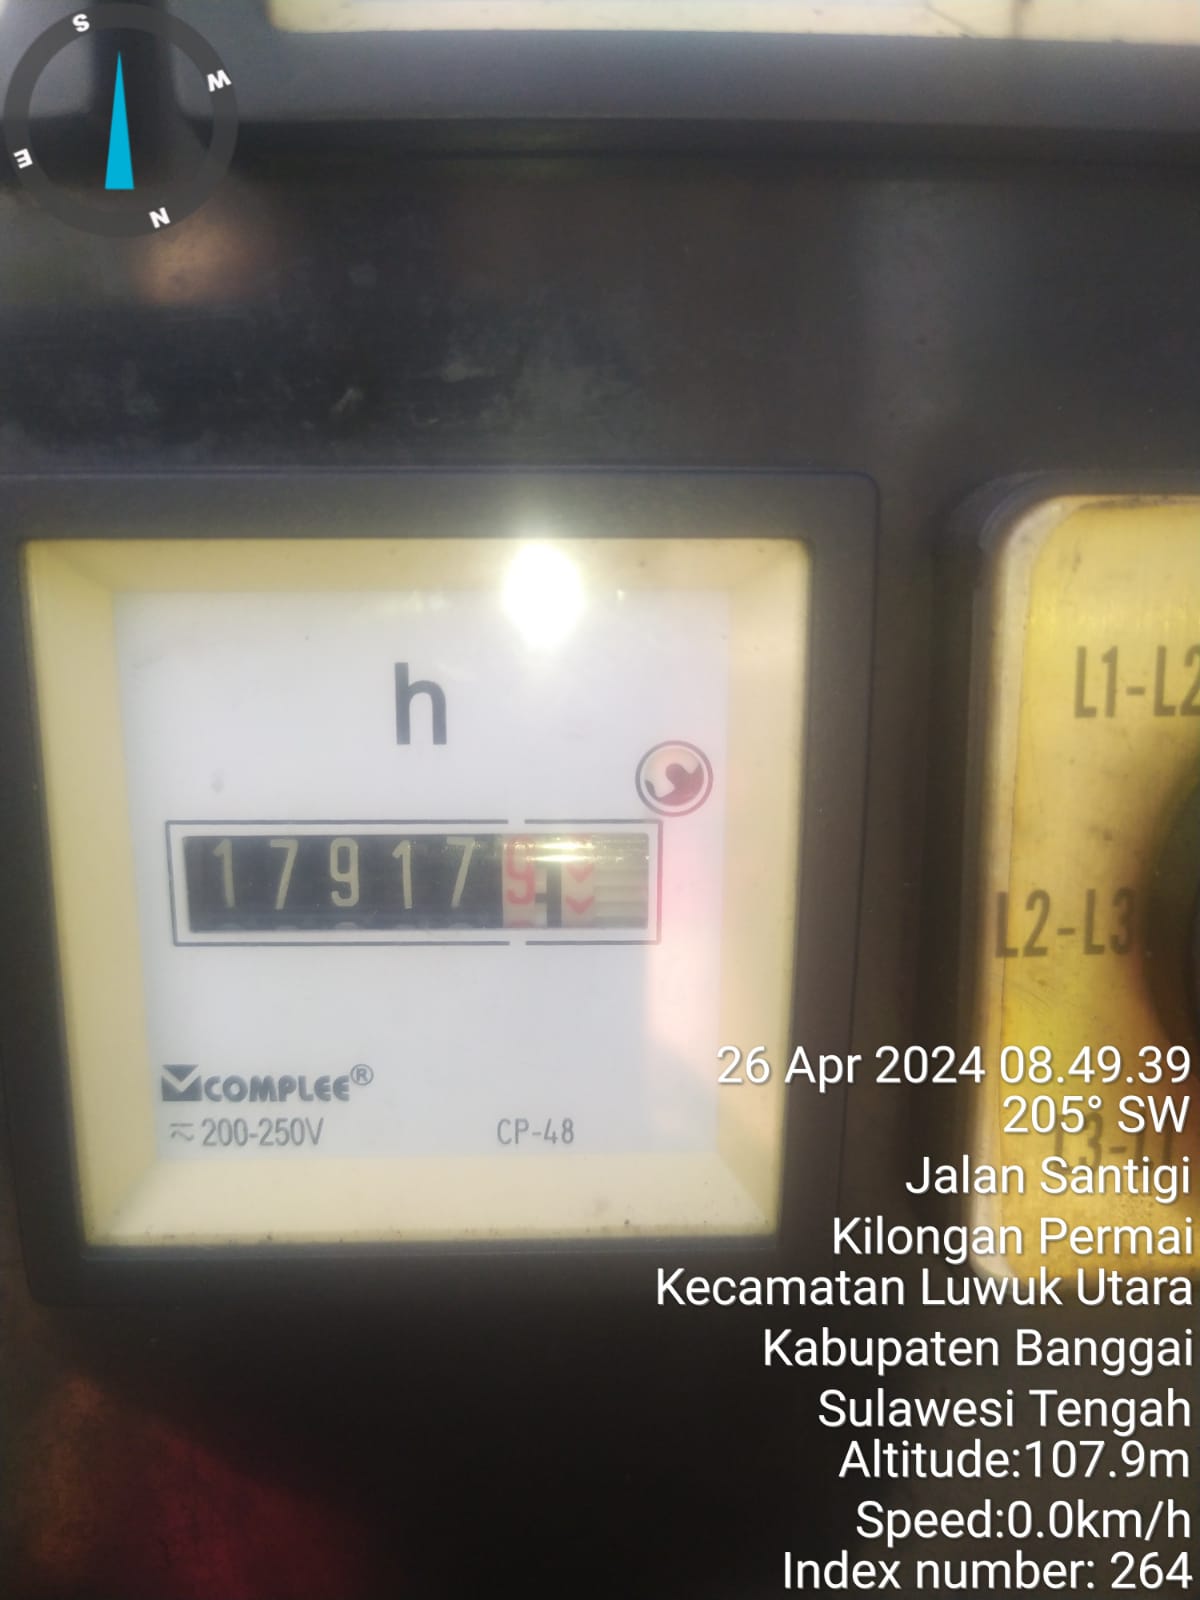 S
W
E
N
h
17917 9
L1-L2
L2-L3
COMPLEE®
200-250V
CP-48
26 Apr 2024 08.49.39
205° SW
Jalan Santigi
Kilongan Permai
Kecamatan Luwuk Utara
Kabupaten Banggai
Sulawesi Tengah
Altitude:107.9m
Speed:0.0km/h
Index number: 264